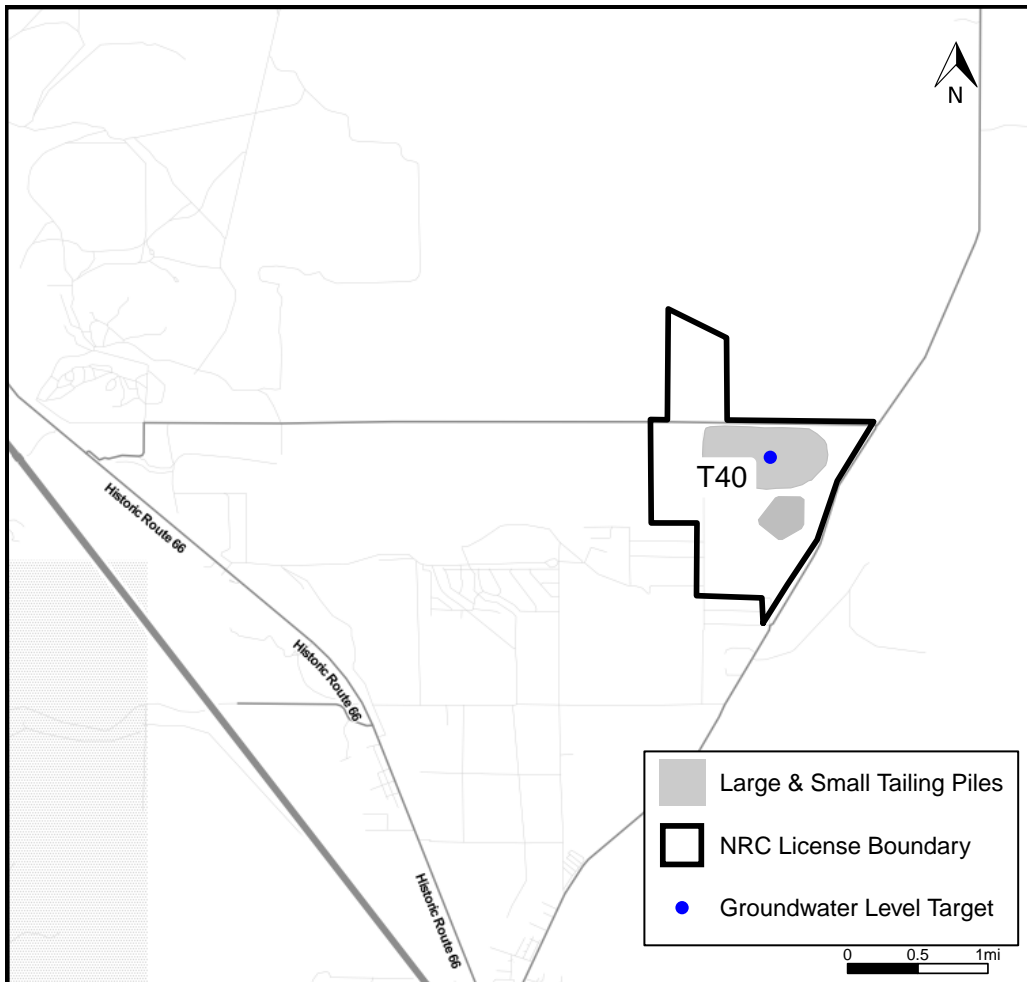 N
T40
Historic Route 66
Historic Route 66
Historic Route 66
Large & Small Tailing Piles
NRC License Boundary
Groundwater Level Target
0 0.5 1mi